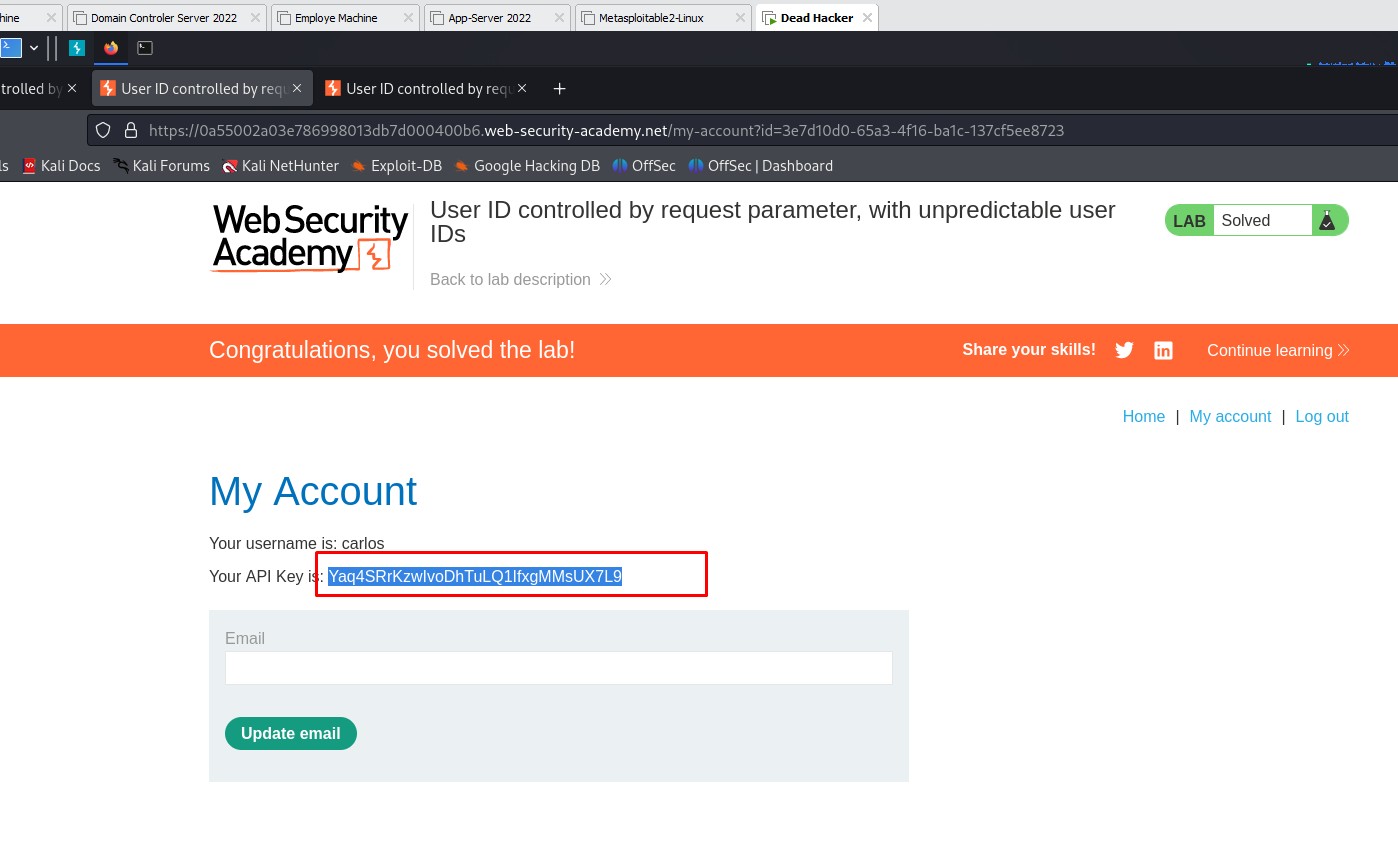 hine Domain Controler Server 2022 Employe Machine App-Server 2022 Metasploitable2-Linux Dead Hacker
trolled by User ID controlled by requ User ID controlled by requ
https://0a55002a03e786998013db7d000400b6.web-security-academy.net/my-account?id=3e7d10d0-65a3-4f16-ba1c-137cf5ee8723
ls Kali Docs Kali Forums Kali NetHunter Exploit-DB Google Hacking DB OffSec OffSec | Dashboard
Web Security
Academy
User ID controlled by request parameter, with unpredictable user
IDs
LAB Solved
Back to lab description
Congratulations, you solved the lab! Share your skills! Continue learning
Home | My account | Log out
My Account
Your username is: carlos
Your API Key is: Yaq4SRrKzwIvoDhTuLQ1IfxgMMsUX7L9
Email
Update email